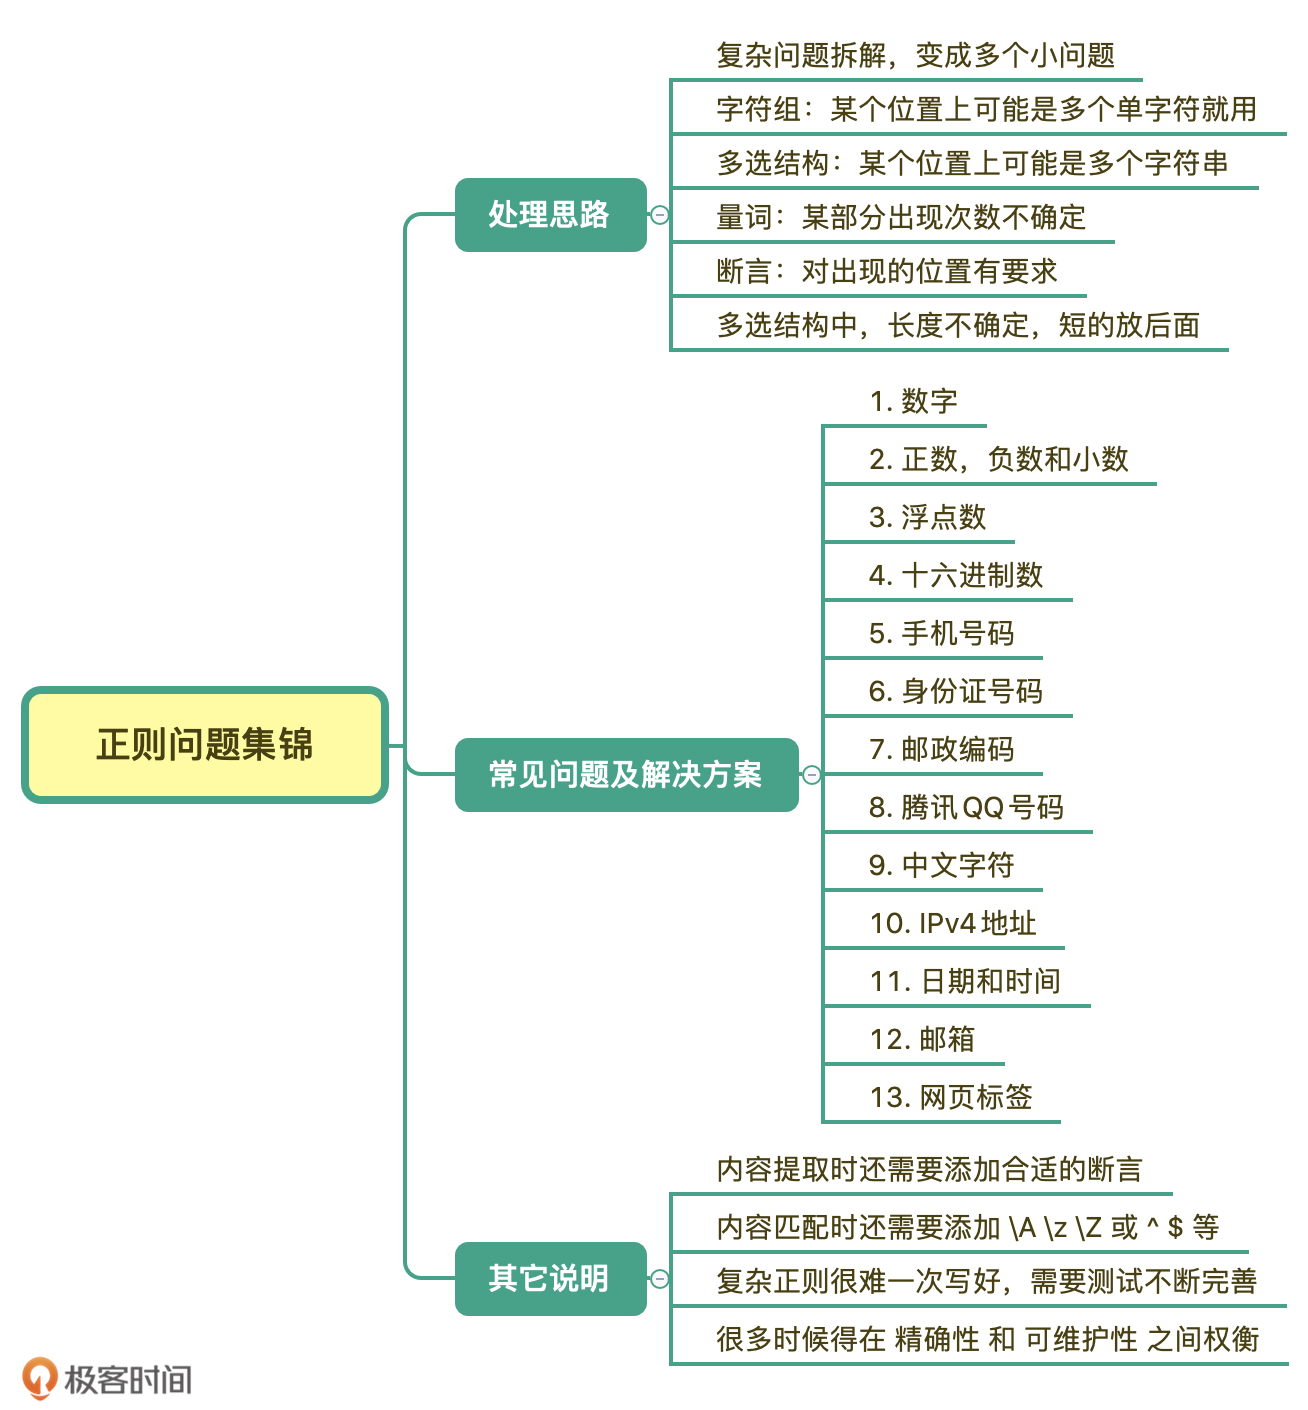 复杂问题拆解，变成多个小问题
字符组：某个位置上可能是多个单字符就用
多选结构：某个位置上可能是多个字符串
处理思路
量词：某部分出现次数不确定
断言：对出现的位置有要求
多选结构中，长度不确定，短的放后面
1. 数字
2. 正数，负数和小数
3. 浮点数
4. 十六进制数
5. 手机号码
6. 身份证号码
正则问题集锦
常见问题及解决方案
7. 邮政编码
8. 腾讯 QQ 号码
9. 中文字符
10. IPv4 地址
11. 日期和时间
12. 邮箱
13. 网页标签
内容提取时还需要添加合适的断言
内容匹配时还需要添加 \A \z \Z 或 ^ $ 等
其它说明
复杂正则很难一次写好，需要测试不断完善
很多时候得在 精确性 和 可维护性 之间权衡
极客时间